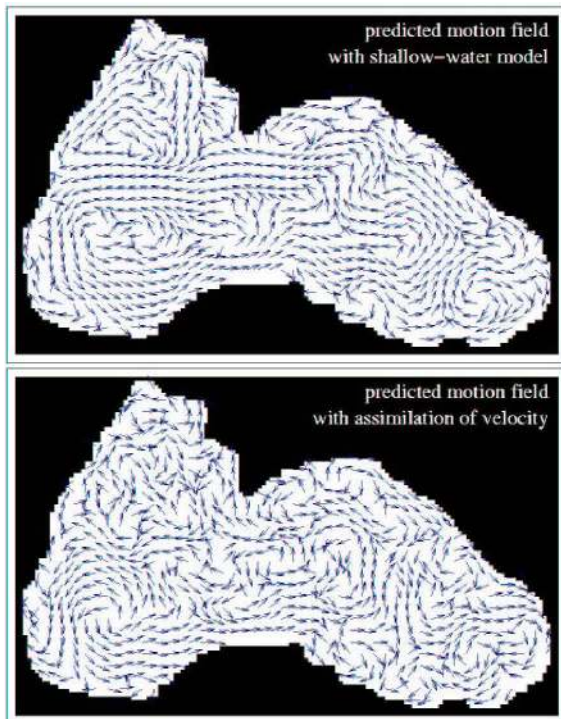 predicted motion field
with shallow−water model
predicted motion field
with assimilation of velocity